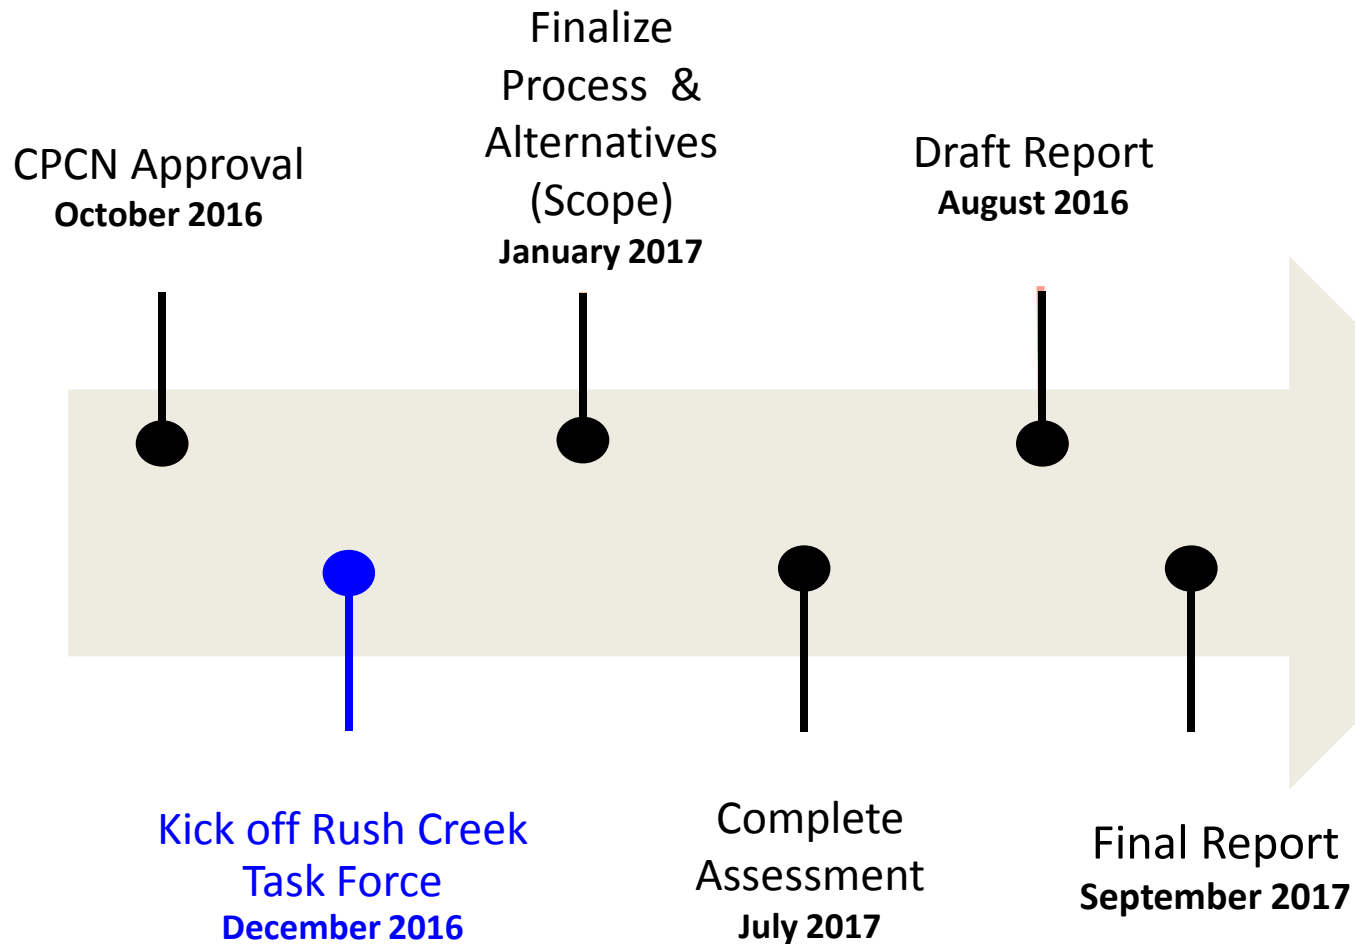 CPCN Approval
October 2016
Kick off Rush Creek
Task Force
December 2016
Finalize
Process &
Alternatives
(Scope)
January 2017
Complete
Assessment
July 2017
Draft Report
August 2016
Final Report
September 2017